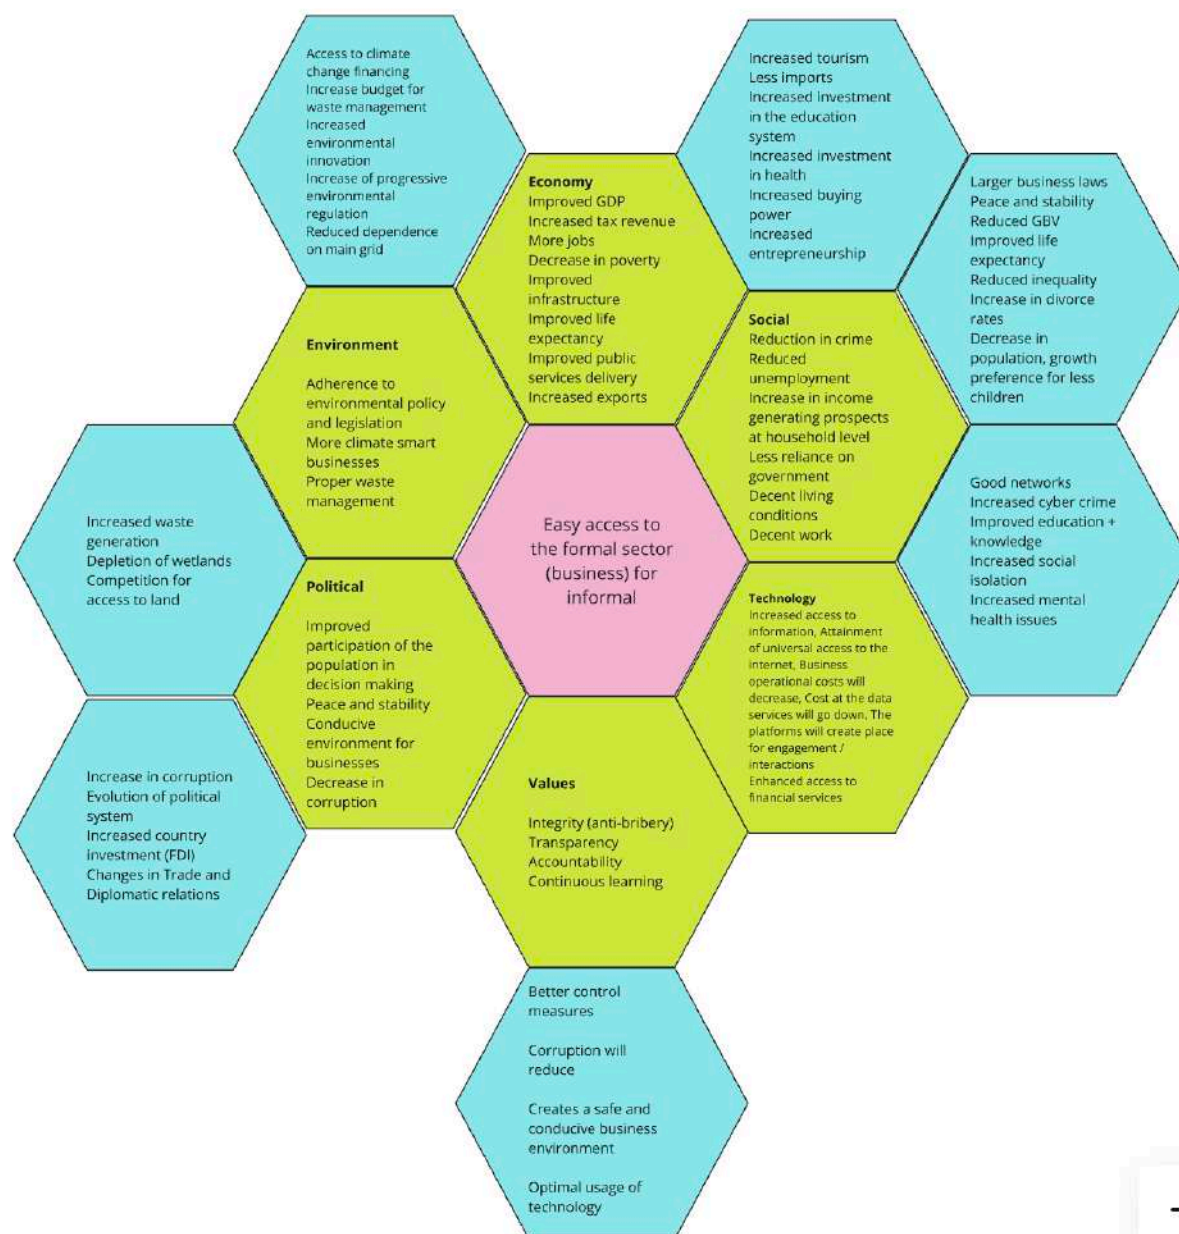 Access to climate
change financing
Increase budget for
waste management
Increased
environmental
innovation
Increase of progressive
environmental
regulation
Reduced dependence
on main grid
Economy
Improved GDP
Increased tax revenue
More jobs
Decrease in poverty
Improved
infrastructure
Improved life
expectancy
Improved public
services delivery
Increased exports
Increased tourism
Less imports
Increased Investment
in the education
system
Increased investment
in health
Increased buying
power
Increased
entrepreneurship
Larger business laws
Peace and stability
Reduced GBV
Improved life
expectancy
Reduced inequality
Increase in divorce
rates
Decrease in
population, growth
preference for less
children
Environment
Adherence to
environmental policy
and legislation
More climate smart
businesses
Proper waste
management
Social
Reduction in crime
Reduced
unemployment
Increase in income
generating prospects
at household level
Less reliance on
government
Decent living
conditions
Decent work
Increased waste
generation
Depletion of wetlands
Competition for
access to land
Easy access to
the formal sector
(business) for
informal
Good networks
Increased cyber crime
Improved education +
knowledge
Increased social
isolation
Increased mental
health issues
Political
Improved
participation of the
population in
decision making
Peace and stability
Conducive
environment for
businesses
Decrease in
corruption
Technology
Increased access to
information, Attainment
of universal access to the
internet, Business
operational costs will
decrease, Cost at the data
services will go down, The
platforms will create place
for engagement /
interactions
Enhanced access to
financial services
Increase in corruption
Evolution of political
system
Increased country
investment (FDI)
Changes in Trade and
Diplomatic relations
Values
Integrity (anti-bribery)
Transparency
Accountability
Continuous learning
Better control
measures
Corruption will
reduce
Creates a safe and
conducive business
environment
Optimal usage of
technology